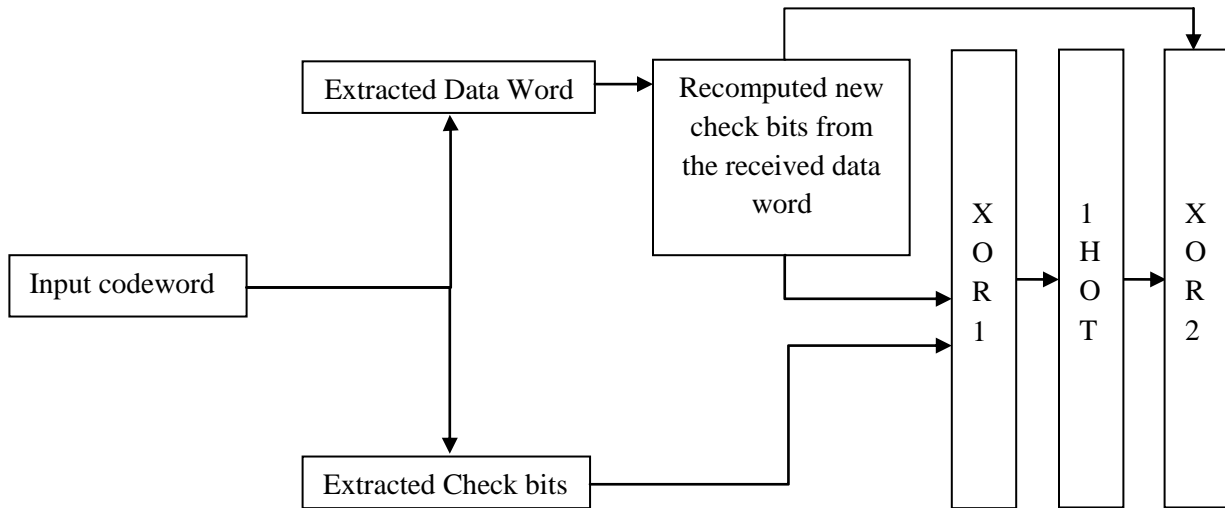 Extracted Data Word
Recomputed new
check bits from
the received data
word
Input codeword
Extracted Check bits
X
O
R
1
1
H
O
T
X
O
R
2